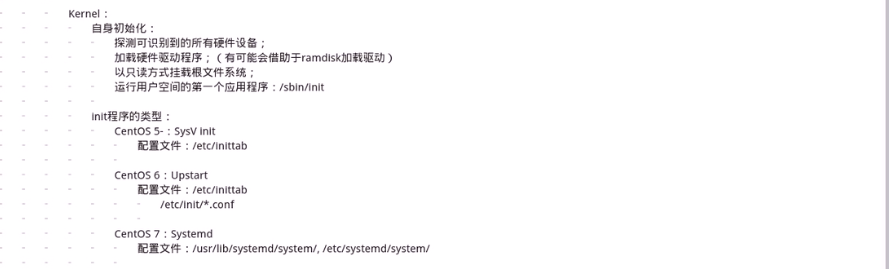 Kernel：
自身初始化：
探测可识别到的所有硬件设备；
加载硬件驱动程序；（有可能会借助于ramdisk加载驱动）
以只读方式挂载根文件系统；
运行用户空间的第一个应用程序：/sbin/init
init程序的类型：
CentOS 5-：SysV init
配置文件：/etc/inittab
CentOS 6：Upstart
配置文件：/etc/inittab
/etc/init/*.conf
CentOS 7：Systemd
配置文件：/usr/lib/systemd/system/, /etc/systemd/system/